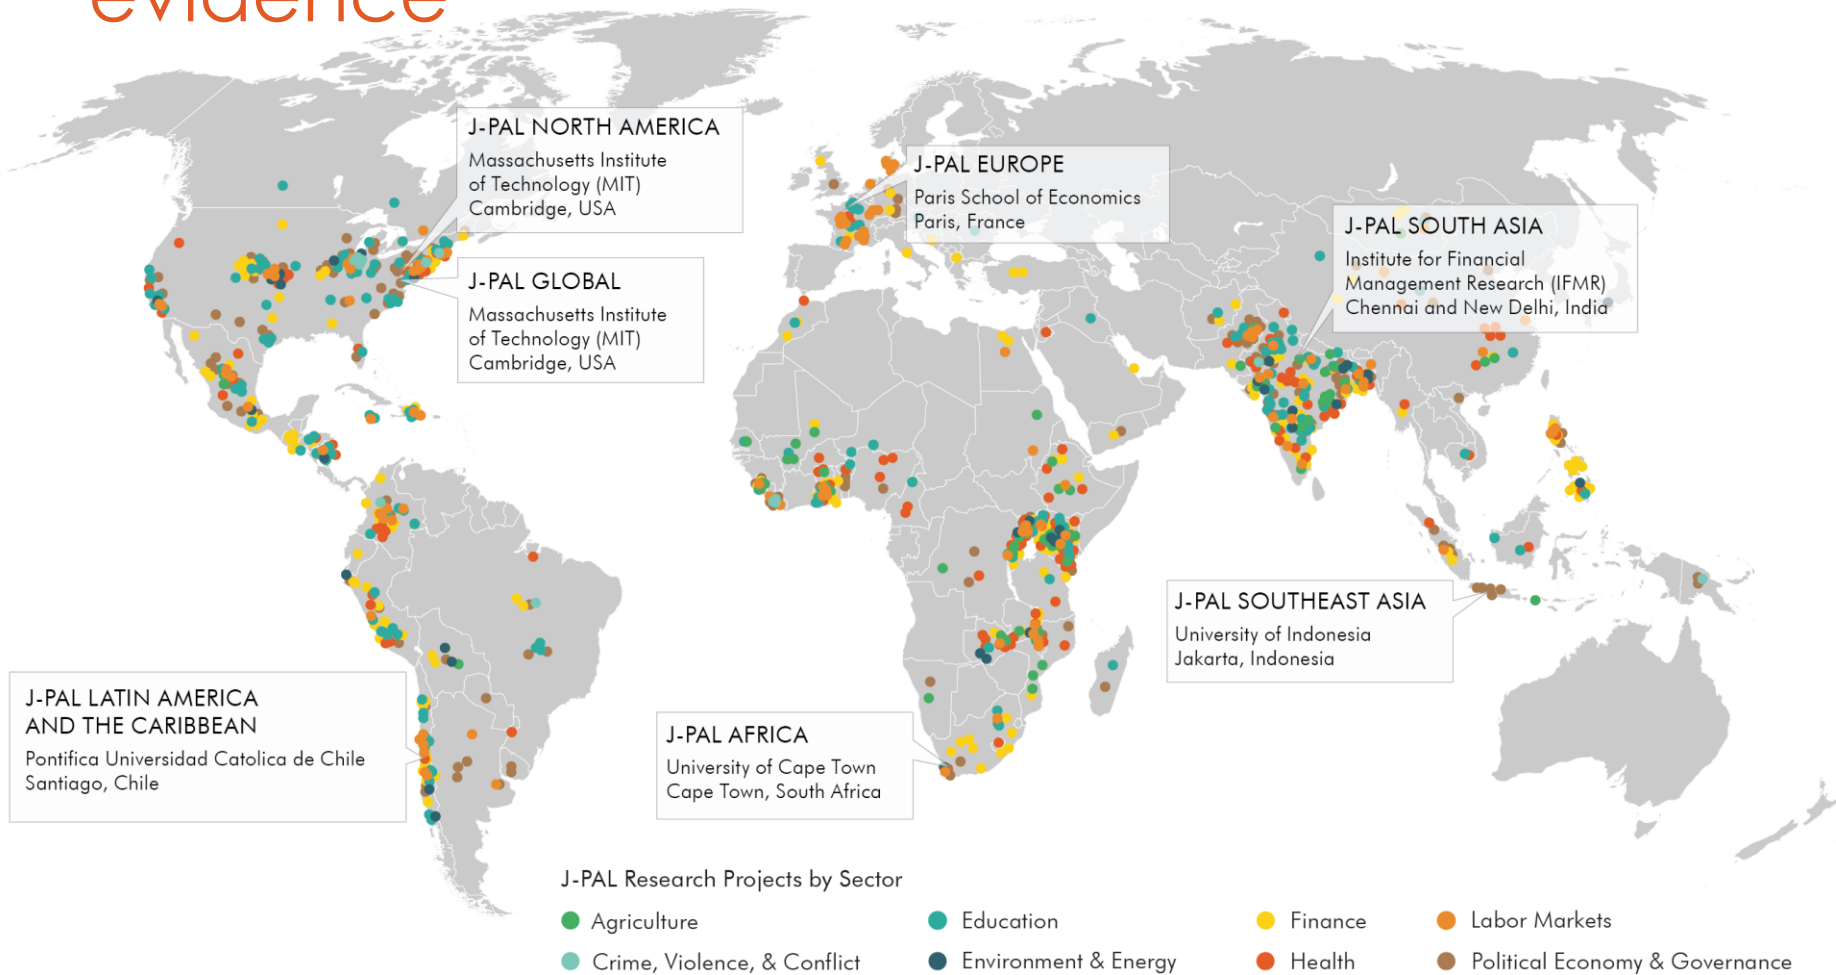 evidence
J-PAL NORTH AMERICA
Massachusetts Institute
of Technology (MIT)
Cambridge, USA
J-PAL GLOBAL
Massachusetts Institute
of Technology (MIT)
Cambridge, USA
J-PAL EUROPE
Paris School of Economics
Paris, France
J-PAL SOUTH ASIA
Institute for Financial
Management Research (IFMR)
Chennai and New Delhi, India
J-PAL SOUTHEAST ASIA
University of Indonesia
Jakarta, Indonesia
J-PAL LATIN AMERICA
AND THE CARIBBEAN
Pontifica Universidad Catolica de Chile
Santiago, Chile
J-PAL AFRICA
University of Cape Town
Cape Town, South Africa
J-PAL Research Projects by Sector
Agriculture
Education
Finance
Labor Markets
Crime, Violence, & Conflict
Environment & Energy
Health
Political Economy & Governance